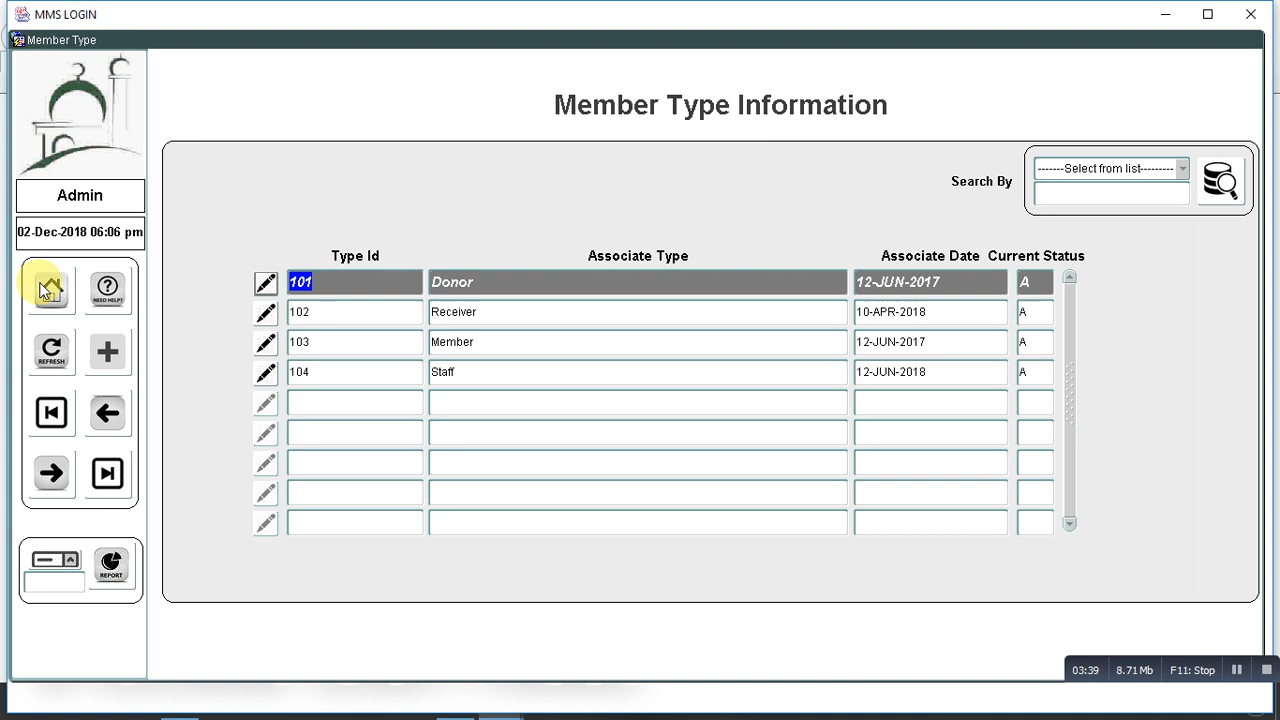 MMS LOGIN
Member Type
Member Type Information
Admin
02-Dec-2018 06:06 pm
NEED HELP?
REFRESH
REPORT
Search By
-------Select from list---------
Type Id Associate Type Associate Date Current Status
101 Donor 12-JUN-2017 A
102 Receiver 10-APR-2018 A
103 Member 12-JUN-2017 A
104 Staff 12-JUN-2018 A
03:39 8.71 Mb F11: Stop